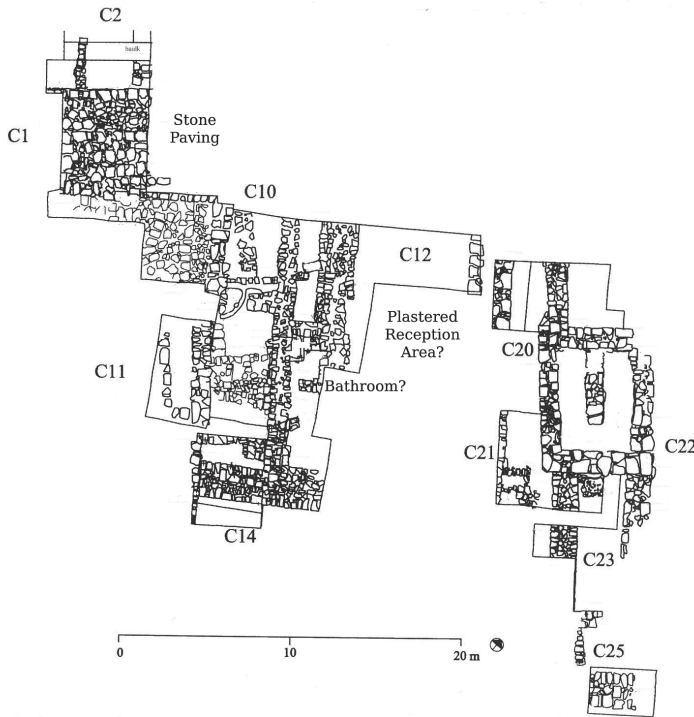 C2
baulk
C1
Stone
Paving
C10
C12
Plastered
Reception
Area?
C20
C11
Bathroom?
C21
C22
C14
C23
0
10
20 m
C25